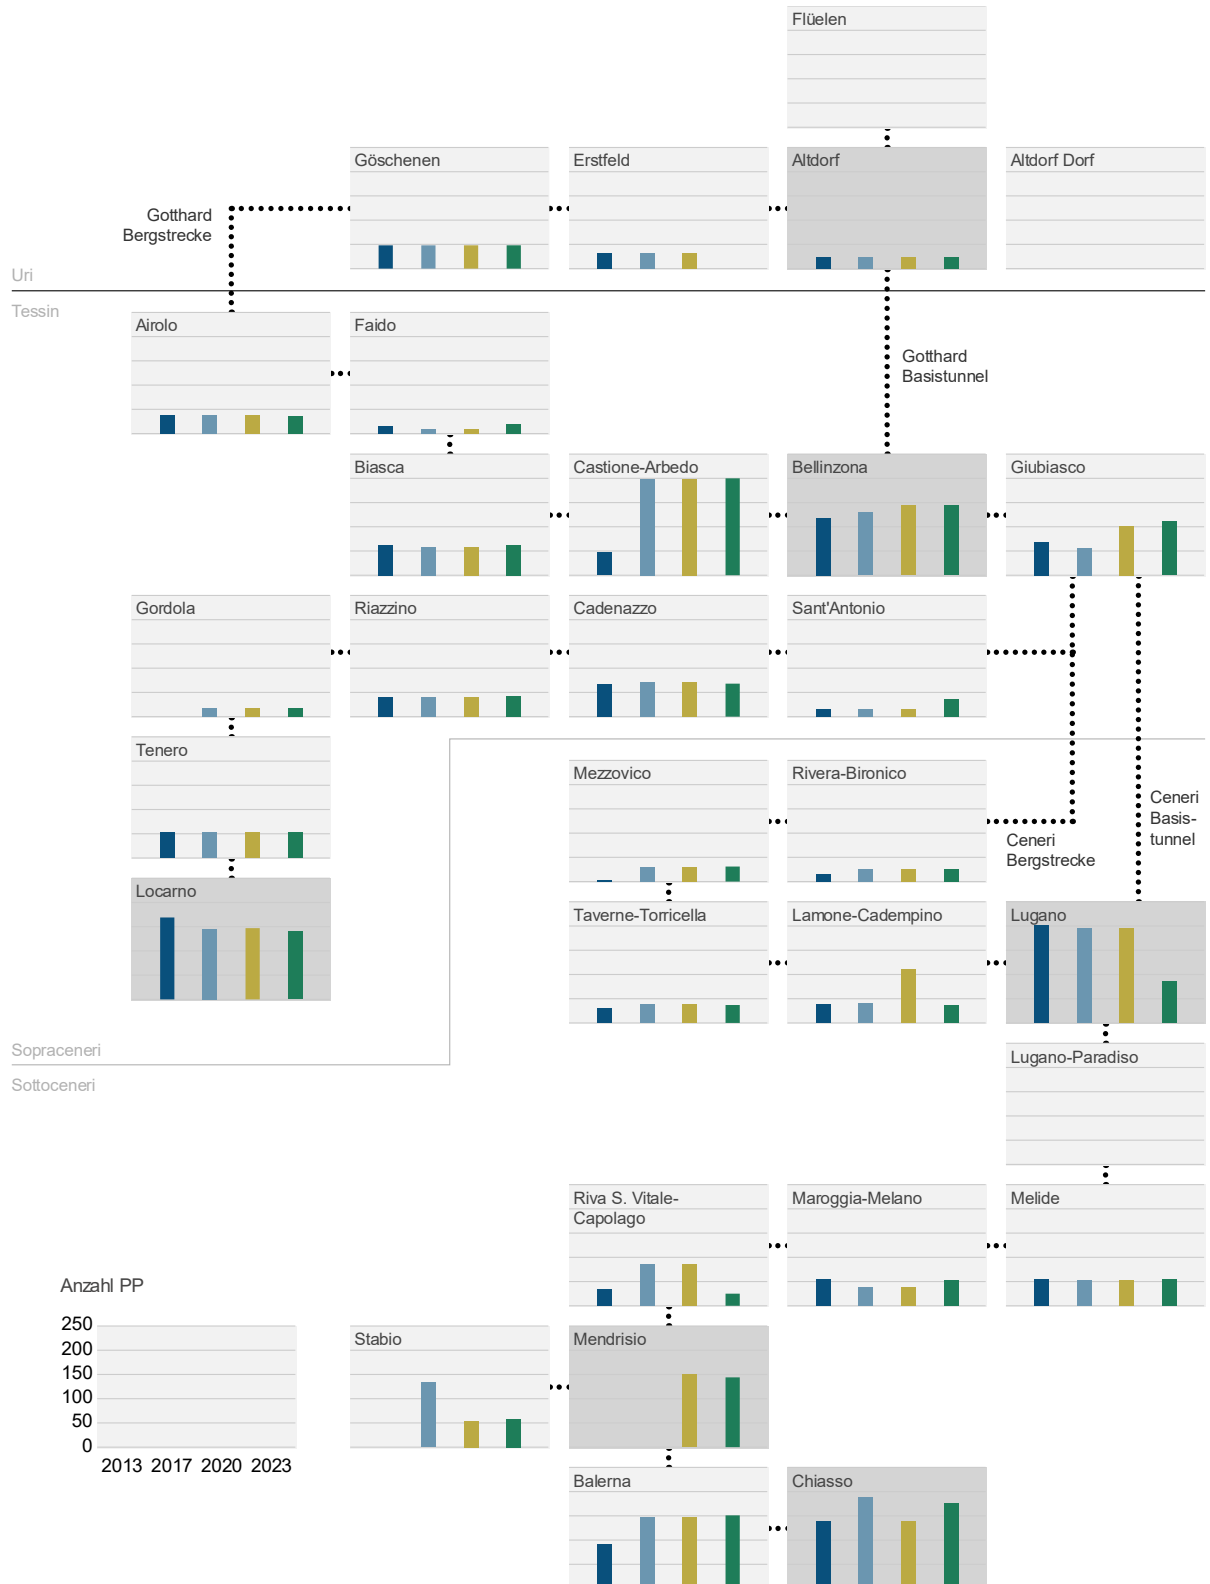 Flüelen
Göschenen
Erstfeld
Altdorf
Altdorf Dorf
Gotthard
Bergstrecke
Uri
Tessin
Airolo
Faido
Gotthard
Basistunnel
Biasca
Castione-Arbedo
Bellinzona
Giubiasco
Gordola
Riazzino
Cadenazzo
Sant'Antonio
Tenero
Mezzovico
Rivera-Bironico
Ceneri
Basis-
tunnel
Ceneri
Bergstrecke
Locarno
Taverne-Torricella
Lamone-Cadempino
Lugano
Sopraceneri
Sottoceneri
Lugano-Paradiso
Riva S. Vitale-
Capolago
Maroggia-Melano
Melide
Anzahl PP
250
200
150
100
50
0
2013 2017 2020 2023
Stabio
Mendrisio
Balerna
Chiasso